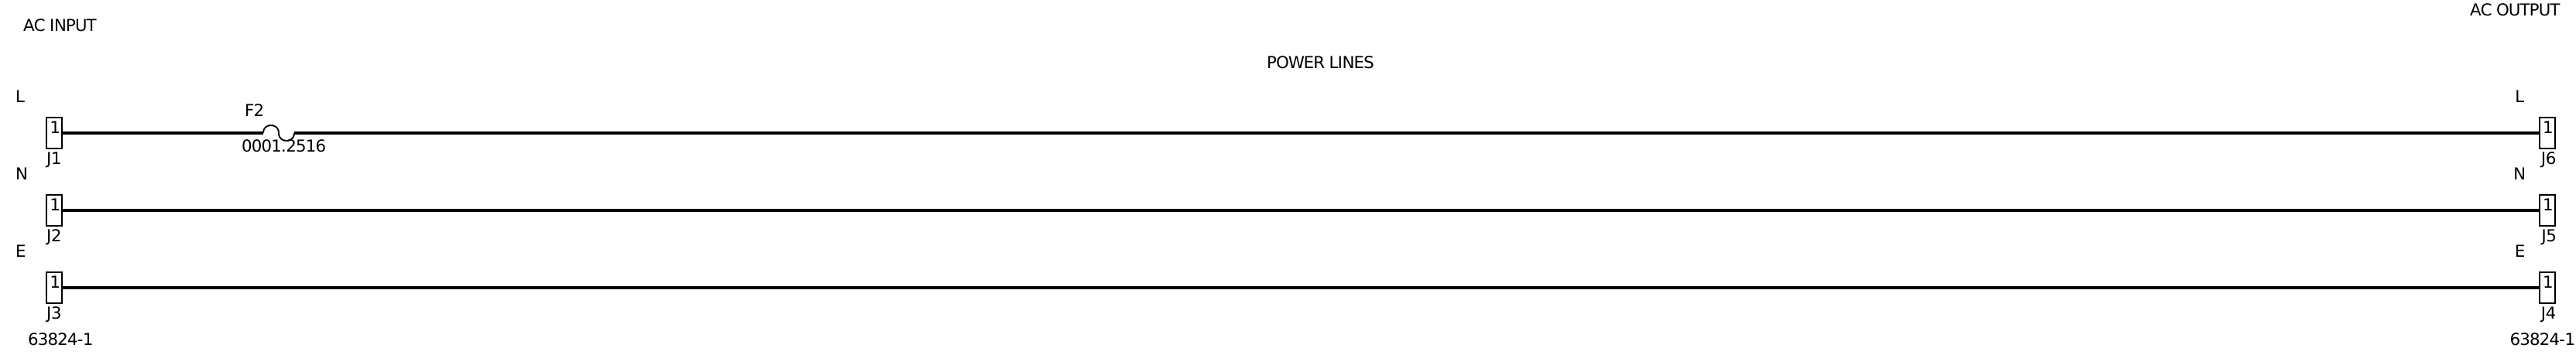 AC INPUT
AC OUTPUT
POWER LINES
L
L
F2
1
1
0001.2516
J1
J6
N
N
1
1
J2
J5
E
E
1
1
J3
J4
63824-1
63824-1